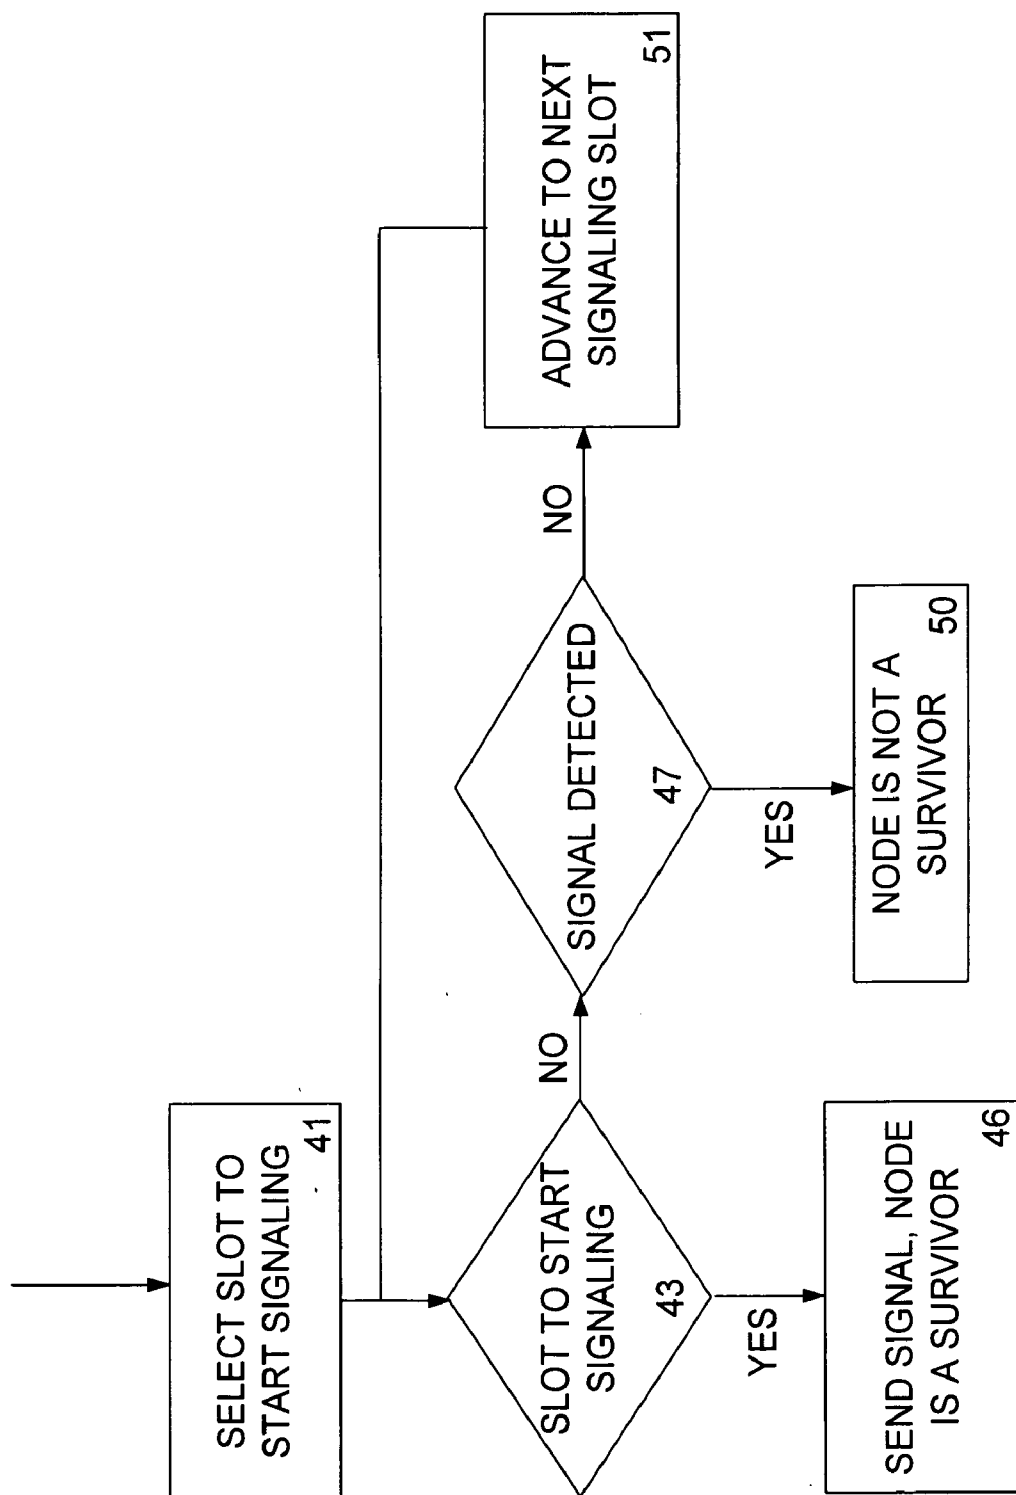 SELECT SLOT TO
START SIGNALING
41
SLOT TO START
SIGNALING
43
NO
YES
SEND SIGNAL, NODE
IS A SURVIVOR
46
SIGNAL DETECTED
47
NO
YES
NODE IS NOT A
SURVIVOR
50
ADVANCE TO NEXT
SIGNALING SLOT
51